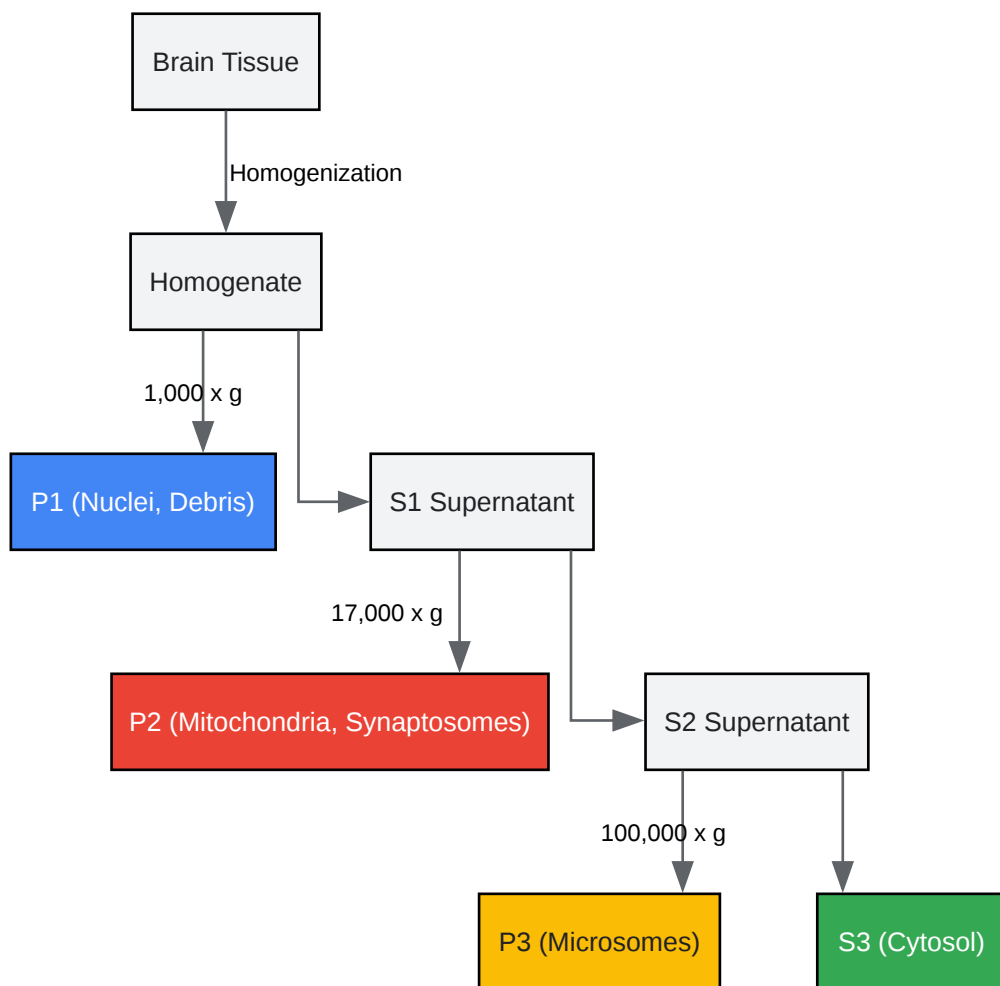 Brain Tissue
Homogenization
Homogenate
1,000 x g
P1 (Nuclei, Debris)
S1 Supernatant
17,000 x g
P2 (Mitochondria, Synaptosomes)
S2 Supernatant
100,000 x g
P3 (Microsomes)
S3 (Cytosol)